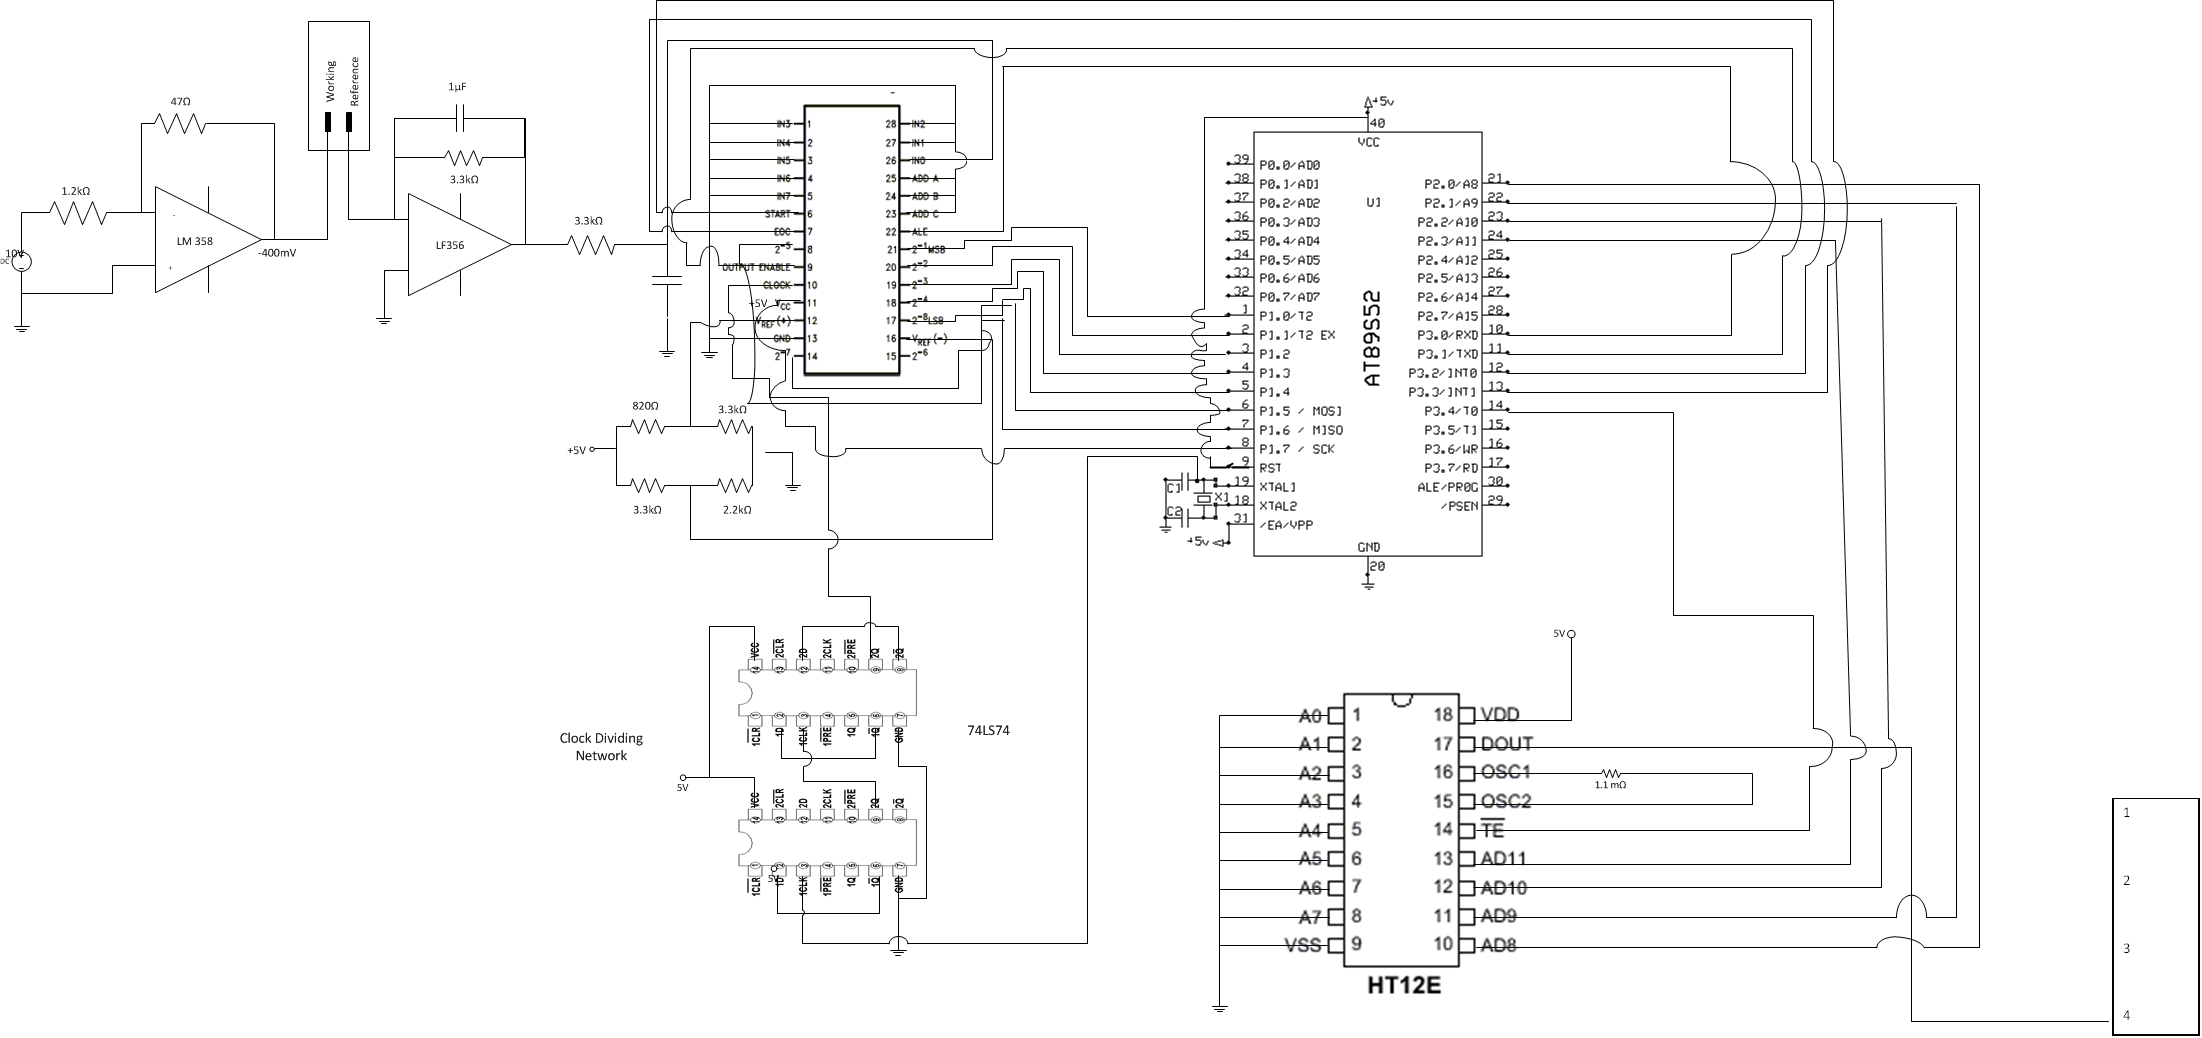 10V
DC
1.2kΩ
47Ω
-
+
LM 358
-400mV
Working
Reference
1µF
3.3kΩ
LF356
3.3kΩ
-
IN3 1
IN4 2
IN5 3
IN6 4
IN7 5
START 6
EOC 7
2-5 8
OUTPUT ENABLE 9
CLOCK 10
+5V VCC 11
VREF(+) 12
GND 13
2-7 14
28 IN2
27 IN1
26 IN0
25 ADD A
24 ADD B
23 ADD C
22 ALE
21 2-1MSB
20 2-2
19 2-3
18 2-4
17 2-8LSB
16 VREF(-)
15 2-6
820Ω
3.3kΩ
+5V
3.3kΩ
2.2kΩ
+5v
40
VCC
39 P0.0/AD0
38 P0.1/AD1
37 P0.2/AD2
36 P0.3/AD3
35 P0.4/AD4
34 P0.5/AD5
33 P0.6/AD6
32 P0.7/AD7
1 P1.0/T2
2 P1.1/T2 EX
3 P1.2
4 P1.3
5 P1.4
6 P1.5 / MOSI
7 P1.6 / MISO
8 P1.7 / SCK
9 RST
19 XTAL1
18 XTAL2
31 /EA/VPP
U1
AT89S52
P2.0/A8 21
P2.1/A9 22
P2.2/A10 23
P2.3/A11 24
P2.4/A12 25
P2.5/A13 26
P2.6/A14 27
P2.7/A15 28
P3.0/RXD 10
P3.1/TXD 11
P3.2/INT0 12
P3.3/INT1 13
P3.4/T0 14
P3.5/T1 15
P3.6/WR 16
P3.7/RD 17
ALE/PROG 30
/PSEN 29
GND
20
C1
X1
C2
+5v
Clock Dividing
Network
5V
VCC 2CLR 2D 2CLK 2PRE 2Q 2Q
14 13 12 11 10 9 8
1 2 3 4 5 6 7
1CLR 1D 1CLK 1PRE 1Q 1Q GND
74LS74
VCC 2CLR 2D 2CLK 2PRE 2Q 2Q
14 13 12 11 10 9 8
1 2 3 4 5 6 7
5V
1CLR 1D 1CLK 1PRE 1Q 1Q GND
5V
A0 1
A1 2
A2 3
A3 4
A4 5
A5 6
A6 7
A7 8
VSS 9
18 VDD
17 DOUT
16 OSC1
15 OSC2
14 TE
13 AD11
12 AD10
11 AD9
10 AD8
1.1 mΩ
HT12E
1
2
3
4